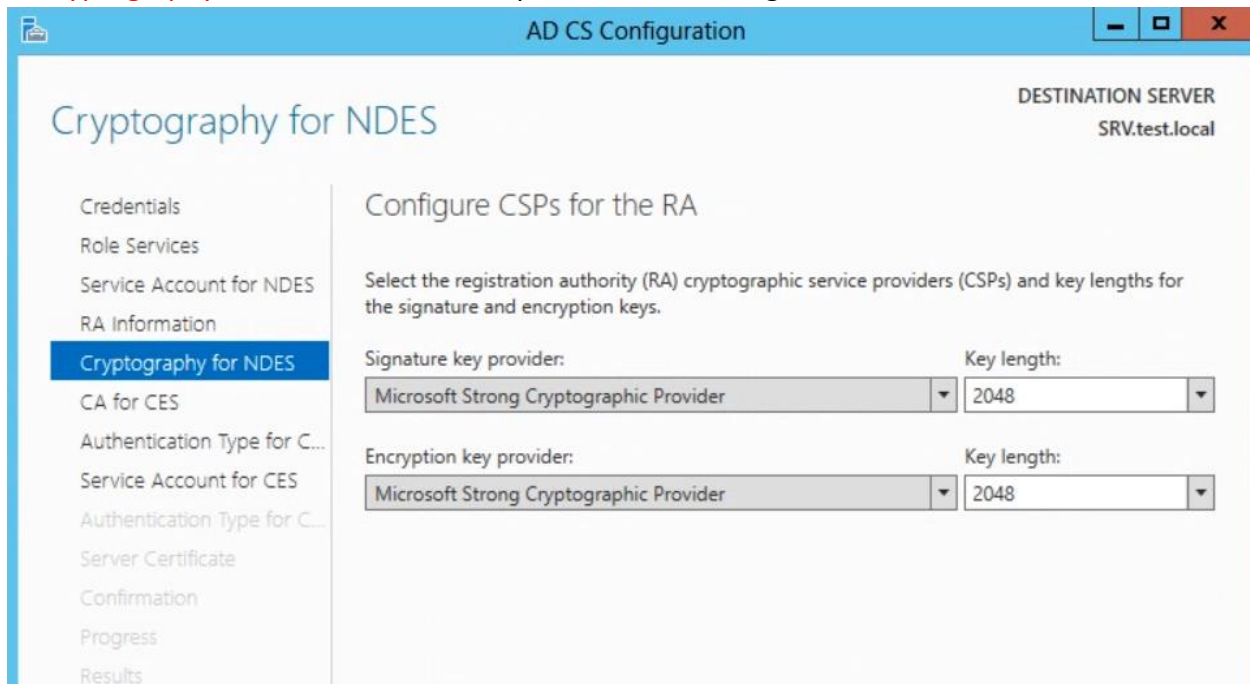 AD CS Configuration
DESTINATION SERVER
SRV.test.local
Cryptography for NDES
Credentials
Role Services
Service Account for NDES
RA Information
Cryptography for NDES
CA for CES
Authentication Type for C...
Service Account for CES
Authentication Type for C...
Server Certificate
Confirmation
Progress
Results
Configure CSPs for the RA
Select the registration authority (RA) cryptographic service providers (CSPs) and key lengths for
the signature and encryption keys.
Signature key provider: Key length:
Microsoft Strong Cryptographic Provider 2048
Encryption key provider: Key length:
Microsoft Strong Cryptographic Provider 2048